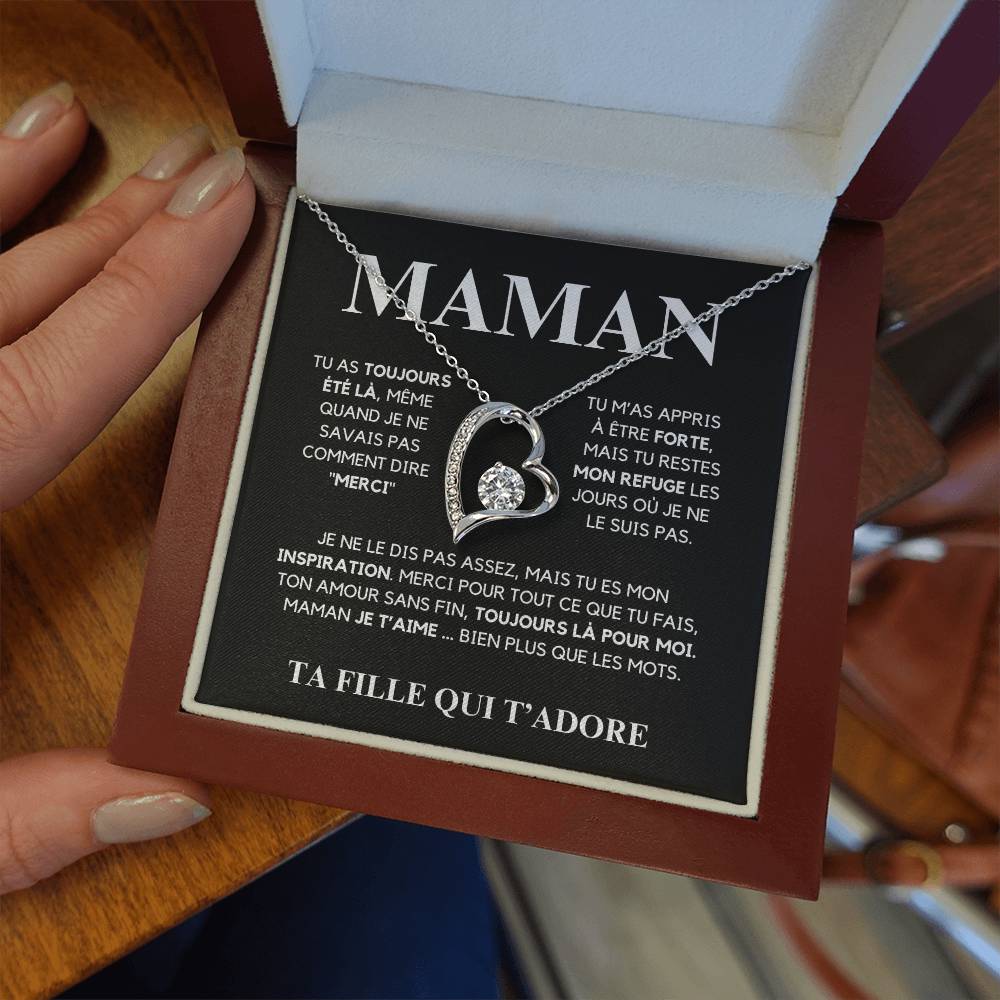 MAMAN
TU AS TOUJOURS
ÉTÉ LÀ, MÊME
QUAND JE NE
SAVAIS PAS
COMMENT DIRE
"MERCI"
TU M'AS APPRIS
À ÊTRE FORTE,
MAIS TU RESTES
MON REFUGE LES
JOURS OÙ JE NE
LE SUIS PAS.
JE NE LE DIS PAS ASSEZ, MAIS TU ES MON
INSPIRATION. MERCI POUR TOUT CE QUE TU FAIS,
TON AMOUR SANS FIN, TOUJOURS LÀ POUR MOI.
MAMAN JE T'AIME ... BIEN PLUS QUE LES MOTS.
TA FILLE QUI T'ADORE